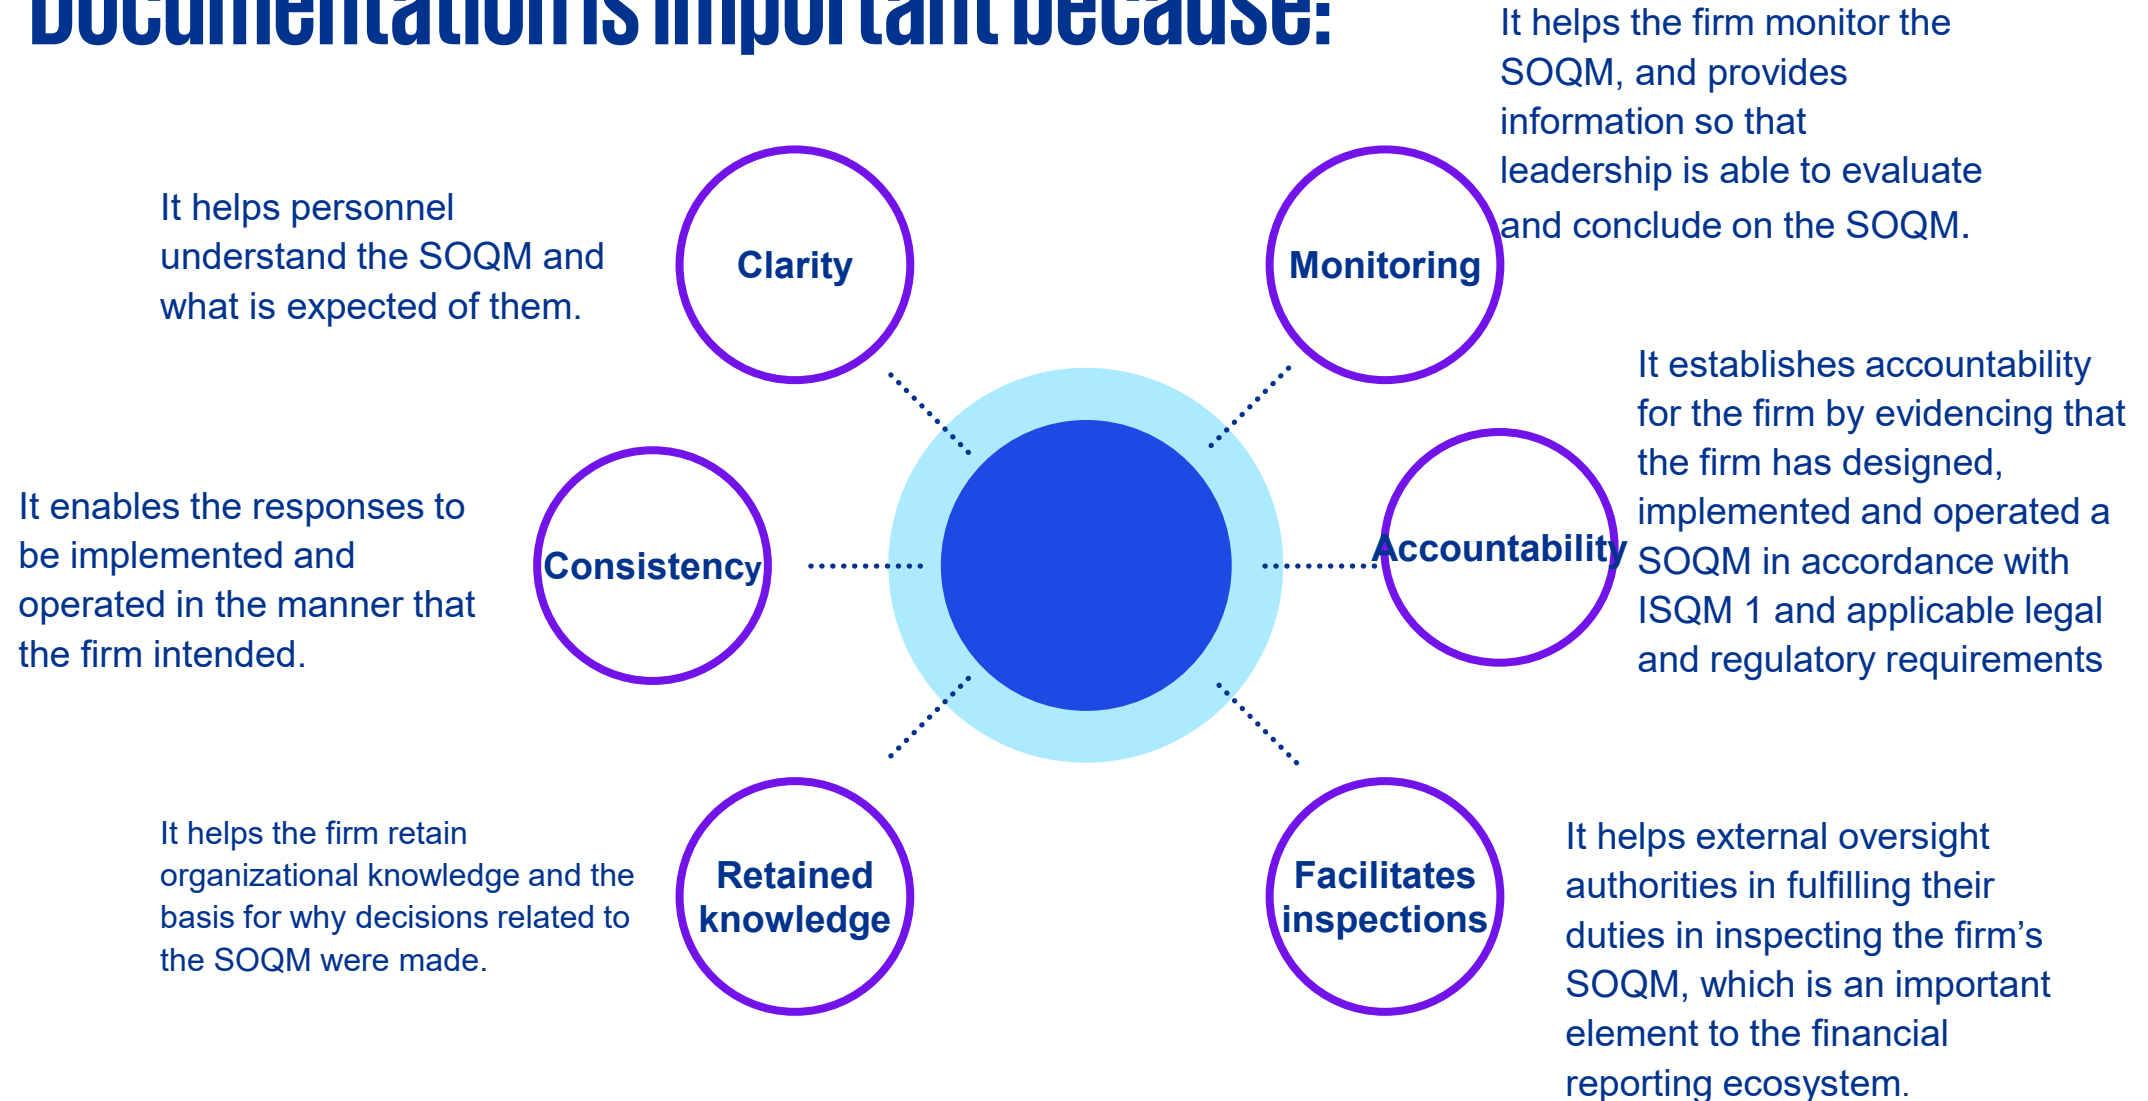 Documentation is important because:
It helps personnel
understand the SOQM and
what is expected of them.
Clarity
It enables the responses to
be implemented and
operated in the manner that
the firm intended.
Consistency
It helps the firm retain
organizational knowledge and the
basis for why decisions related to
the SOQM were made.
Retained
knowledge
Monitoring
It helps the firm monitor the
SOQM, and provides
information so that
leadership is able to evaluate
and conclude on the SOQM.
Accountability
It establishes accountability
for the firm by evidencing that
the firm has designed,
implemented and operated a
SOQM in accordance with
ISQM 1 and applicable legal
and regulatory requirements
Facilitates
inspections
It helps external oversight
authorities in fulfilling their
duties in inspecting the firm’s
SOQM, which is an important
element to the financial
reporting ecosystem.